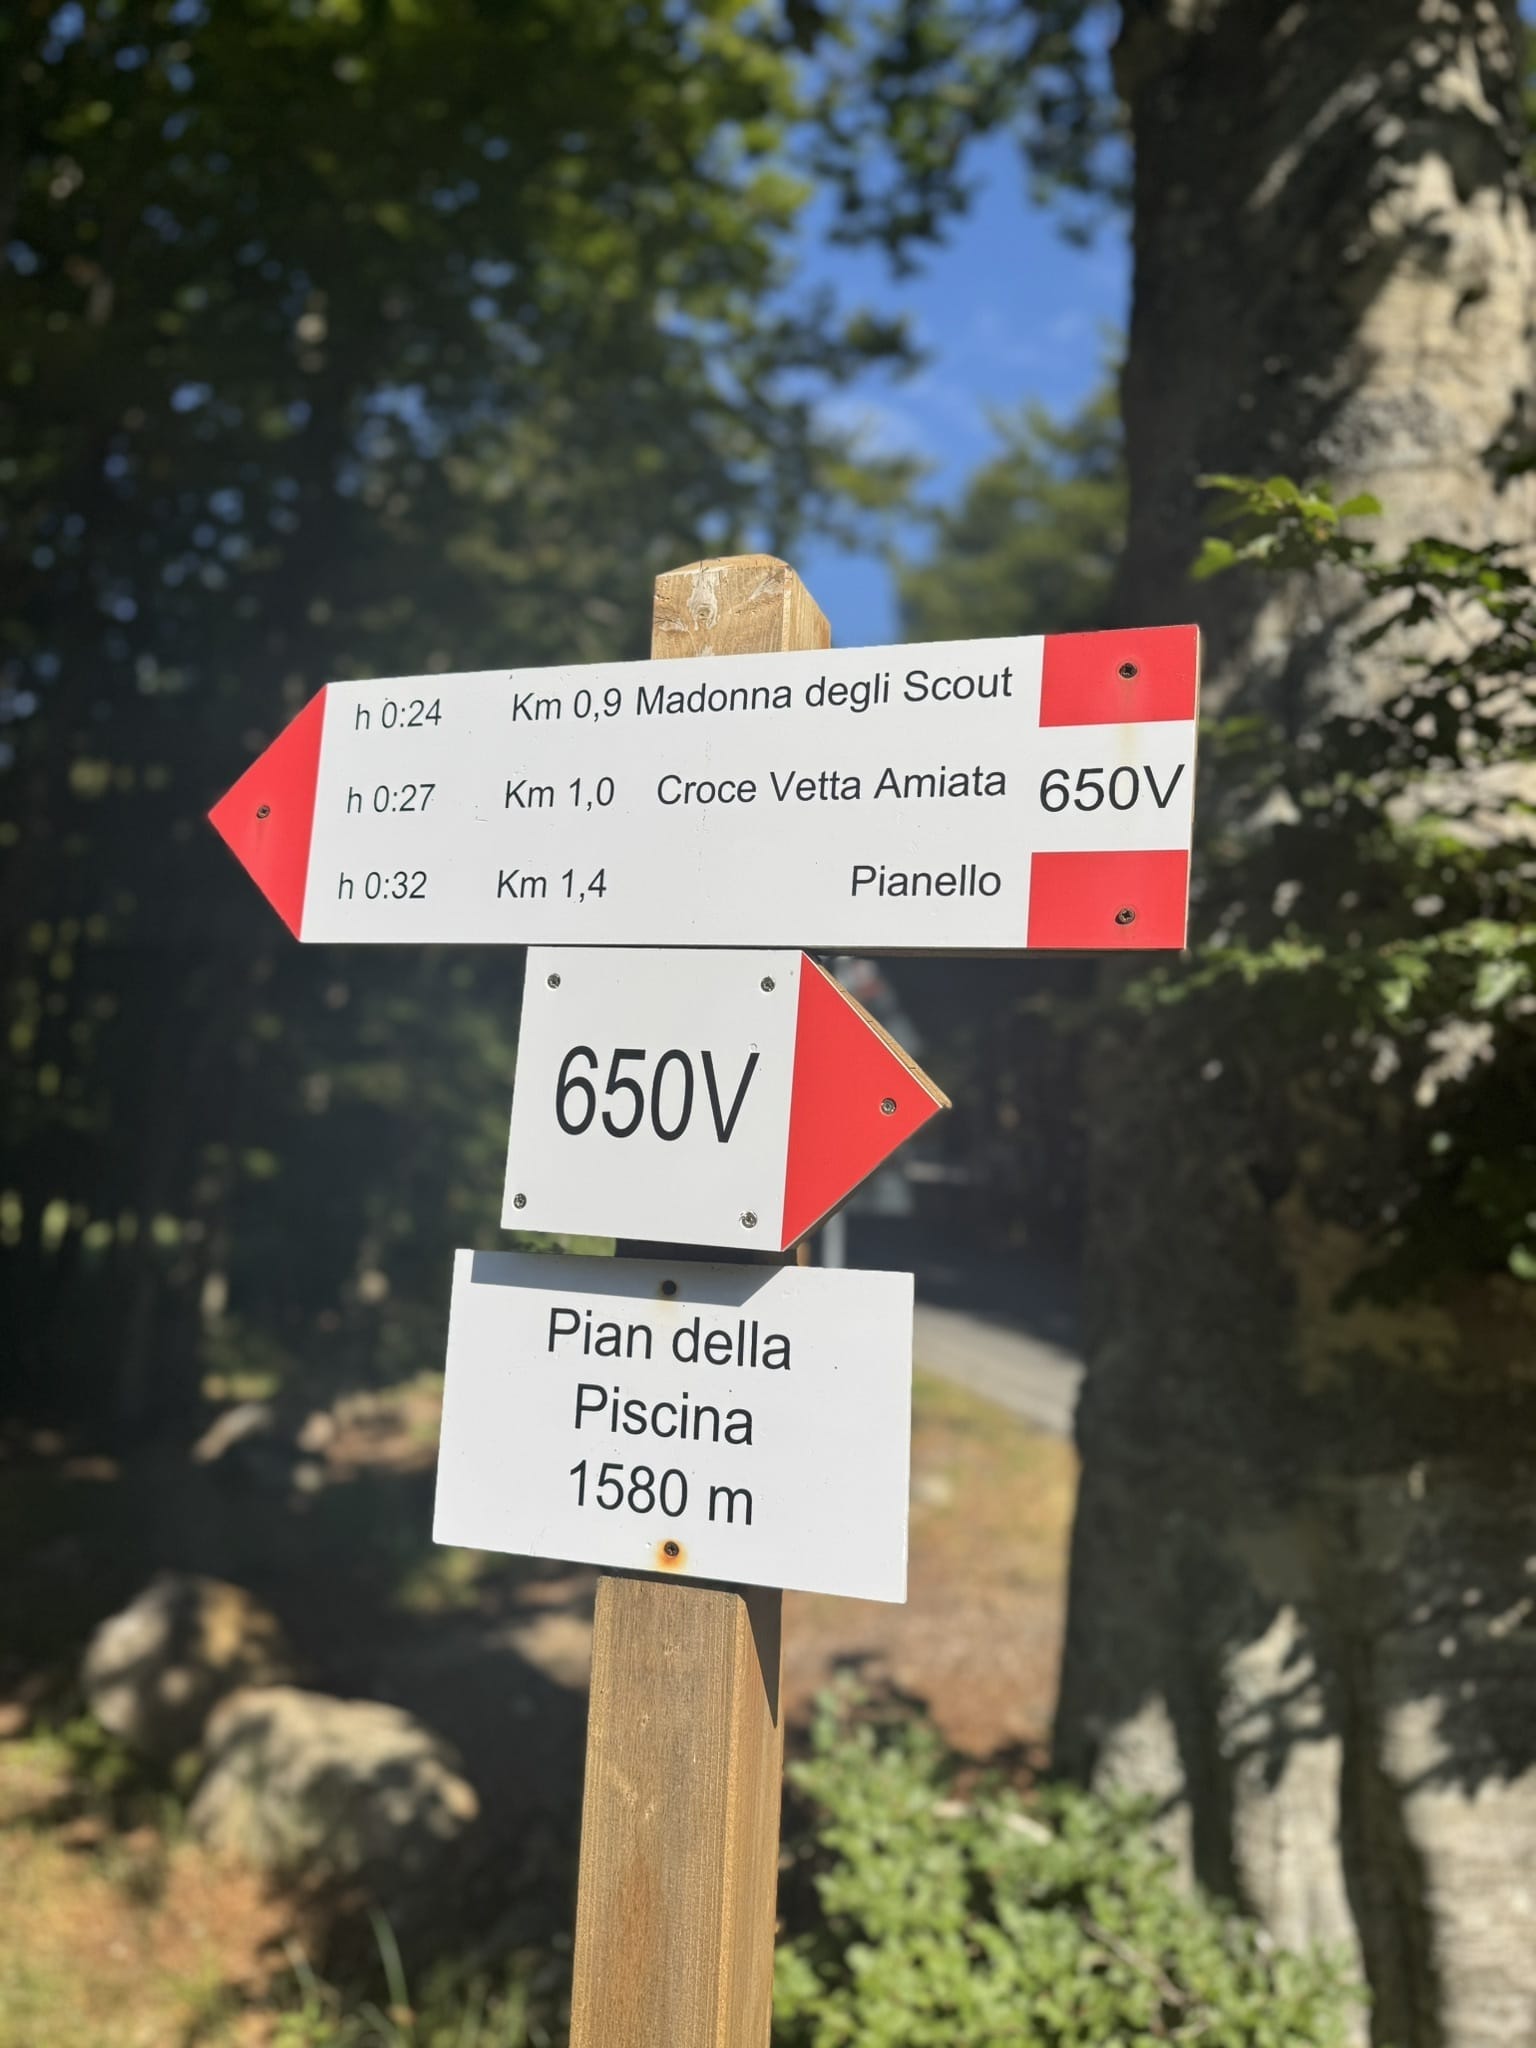 h 0:24 Km 0,9 Madonna degli Scout
h 0:27 Km 1,0 Croce Vetta Amiata 650V
h 0:32 Km 1,4 Pianello
650V
Pian della
Piscina
1580 m